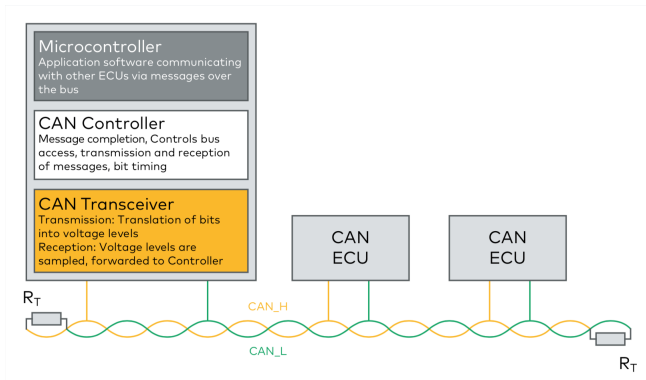 Microcontroller
Application software communicating
with other ECUs via messages over
the bus
CAN Controller
Message completion, Controls bus
access, transmission and reception
of messages, bit timing
CAN Transceiver
Transmission: Translation of bits
into voltage levels
Reception: Voltage levels are
sampled, forwarded to Controller
CAN
ECU
CAN
ECU
RT
CAN_H
CAN_L
RT